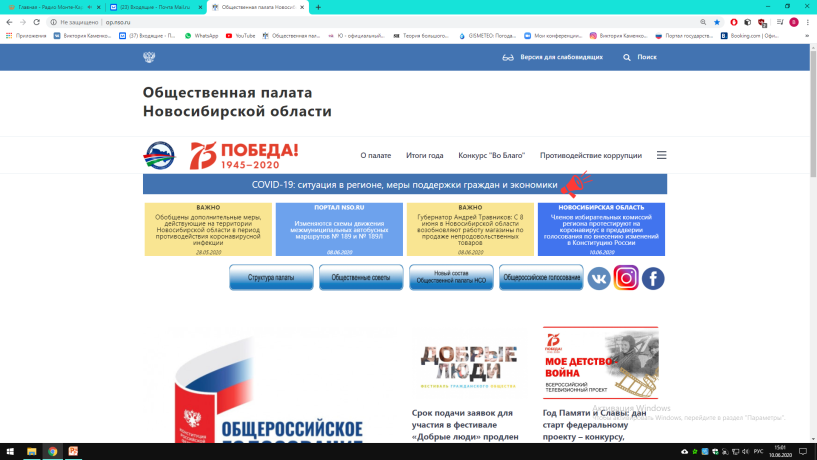 Главная - Радио Монте-Ка
(23) Входящие - Почта Mail.ru
Общественная палата Новосиб
Не защищено | op.nso.ru
Приложения
Виктория Каменко...
(37) Входящие - П...
WhatsApp
YouTube
Общественная пал...
Ю - официальный...
Теория большого...
GISMETEO: Погода...
Мои конференции...
Виктория Каменко...
Портал государств...
Booking.com | Офи...
Версия для слабовидящих
Поиск
Общественная палата
Новосибирской области
75 ПОБЕДА!
1945–2020
О палате
Итоги года
Конкурс "Во Благо"
Противодействие коррупции
COVID-19: ситуация в регионе, меры поддержки граждан и экономики
ВАЖНО
Обобщены дополнительные меры,
действующие на территории
Новосибирской области в период
противодействия коронавирусной
инфекции
28.05.2020
ПОРТАЛ NSO.RU
Изменяются схемы движения
межмуниципальных автобусных
маршрутов № 189 и № 189Л
08.06.2020
ВАЖНО
Губернатор Андрей Травников: С 8
июня в Новосибирской области
возобновляют работу магазины по
продаже непродовольственных
товаров
08.06.2020
НОВОСИБИРСКАЯ ОБЛАСТЬ
Членов избирательных комиссий
региона протестируют на
коронавирус в преддверии
голосования по внесению изменений
в Конституцию России
10.06.2020
Структура палаты
Общественные советы
Новый состав
Общественной палаты НСО
Общероссийское голосование
ОБЩЕРОССИЙСКОЕ
ГОЛОСОВАНИЕ
ДОБРЫЕ
ЛЮДИ
ФЕСТИВАЛЬ ГРАЖДАНСКОГО ОБЩЕСТВА
Срок подачи заявок для
участия в фестивале
«Добрые люди» продлен
75 ПОБЕДА!
МОЕ ДЕТСТВО
ВОЙНА
ВСЕРОССИЙСКИЙ
ТЕЛЕВИЗИОННЫЙ ПРОЕКТ
Год Памяти и Славы: дан
старт федеральному
проекту – конкурсу,
Активация Windows
Windows, перейдите в раздел "Параметры".
РУС
15:01
10.06.2020